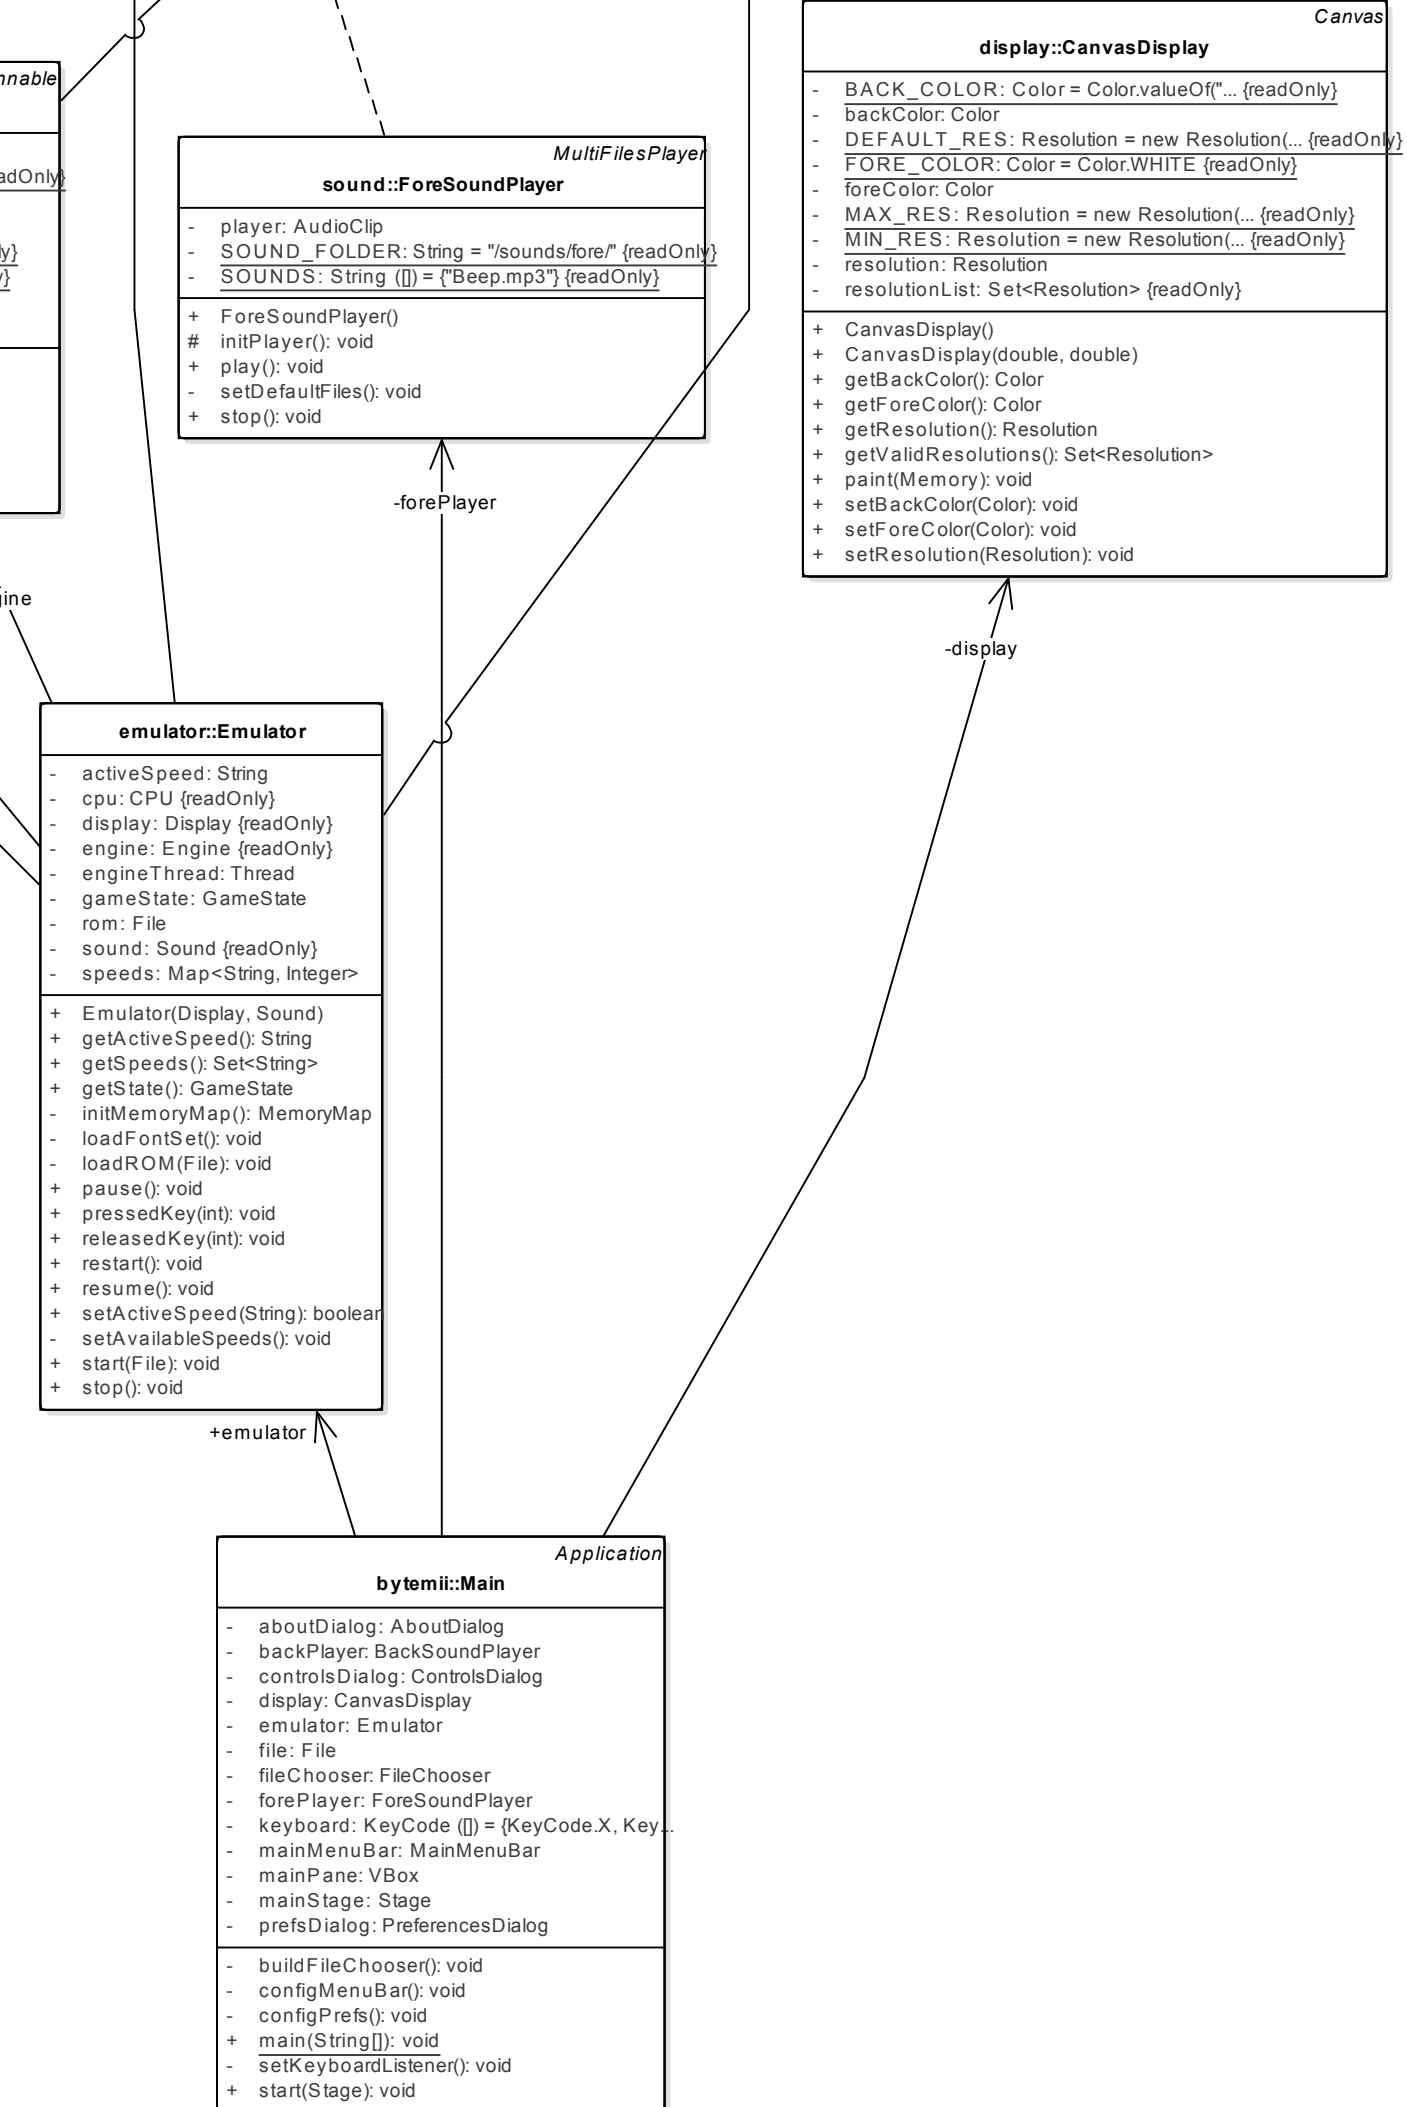 Canvas
display::CanvasDisplay
- BACK_COLOR: Color = Color.valueOf("... {readOnly}
- backColor: Color
- DEFAULT_RES: Resolution = new Resolution(... {readOnly}
- FORE_COLOR: Color = Color.WHITE {readOnly}
- foreColor: Color
- MAX_RES: Resolution = new Resolution(... {readOnly}
- MIN_RES: Resolution = new Resolution(... {readOnly}
- resolution: Resolution
- resolutionList: Set<Resolution> {readOnly}
+ CanvasDisplay()
+ CanvasDisplay(double, double)
+ getBackColor(): Color
+ getForeColor(): Color
+ getResolution(): Resolution
+ getValidResolutions(): Set<Resolution>
+ paint(Memory): void
+ setBackColor(Color): void
+ setForeColor(Color): void
+ setResolution(Resolution): void
MultiFilesPlayer
sound::ForeSoundPlayer
- player: AudioClip
- SOUND_FOLDER: String = "/sounds/fore/" {readOnly}
- SOUNDS: String ([]) = {"Beep.mp3"} {readOnly}
+ ForeSoundPlayer()
# initPlayer(): void
+ play(): void
- setDefaultFiles(): void
+ stop(): void
-forePlayer
-display
emulator::Emulator
- activeSpeed: String
- cpu: CPU {readOnly}
- display: Display {readOnly}
- engine: Engine {readOnly}
- engineThread: Thread
- gameState: GameState
- rom: File
- sound: Sound {readOnly}
- speeds: Map<String, Integer>
+ Emulator(Display, Sound)
+ getActiveSpeed(): String
+ getSpeeds(): Set<String>
+ getState(): GameState
- initMemoryMap(): MemoryMap
- loadFontSet(): void
- loadROM(File): void
+ pause(): void
+ pressedKey(int): void
+ releasedKey(int): void
+ restart(): void
+ resume(): void
+ setActiveSpeed(String): boolean
- setAvailableSpeeds(): void
+ start(File): void
+ stop(): void
+emulator
Application
bytemii::Main
- aboutDialog: AboutDialog
- backPlayer: BackSoundPlayer
- controlsDialog: ControlsDialog
- display: CanvasDisplay
- emulator: Emulator
- file: File
- fileChooser: FileChooser
- forePlayer: ForeSoundPlayer
- keyboard: KeyCode ([]) = {KeyCode.X, Key...
- mainMenuBar: MainMenuBar
- mainPane: VBox
- mainStage: Stage
- prefsDialog: PreferencesDialog
- buildFileChooser(): void
- configMenuBar(): void
- configPrefs(): void
+ main(String[]): void
- setKeyboardListener(): void
+ start(Stage): void